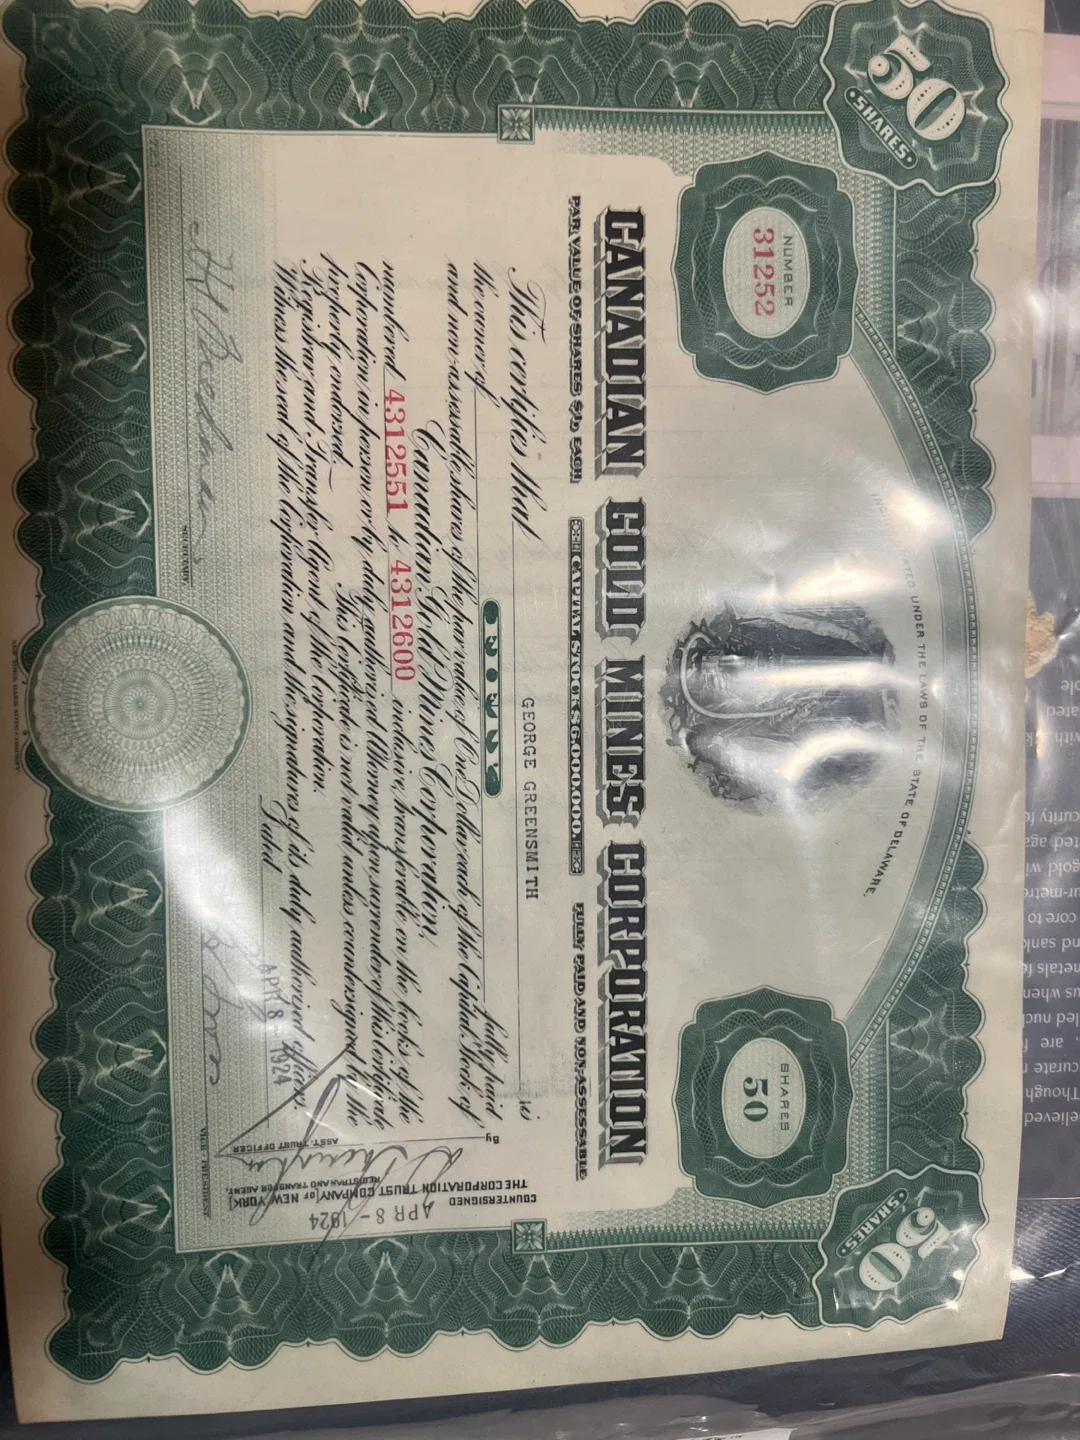 50
SHARES
50
SHARES
NUMBER
31252
UNDER THE LAWS OF THE STATE OF DELAWARE.
SHARES
50
CANADIAN GOLD MINES CORPORATION
PAR VALUE OF SHARES $1, EACH
CAPITAL STOCK $6,000,000.
FULLY PAID AND NON-ASSESSABLE
This certifies that GEORGE GREENSMITH is
the owner of FIFTY fully paid
and non-assessable shares of the par value of One Dollar each of the Capital Stock of
Canadian Gold Mines Corporation,
numbered 4312551 to 4312600 inclusive, transferable on the books of the
Corporation in person or by duly authorized Attorney upon surrender of this Certificate
properly endorsed. This Certificate is not valid unless countersigned by the
Registrar and Transfer Agent of the Corporation.
Witness the seal of the Corporation and the signatures of its duly authorized officers.
Dated APR 8 - 1924
SECRETARY.
VICE PRESIDENT
COUNTERSIGNED
THE CORPORATION TRUST COMPANY [OF NEW YORK]
REGISTRAR AND TRANSFER AGENT.
By
ASST. TRUST OFFICER
APR 8 - 1924